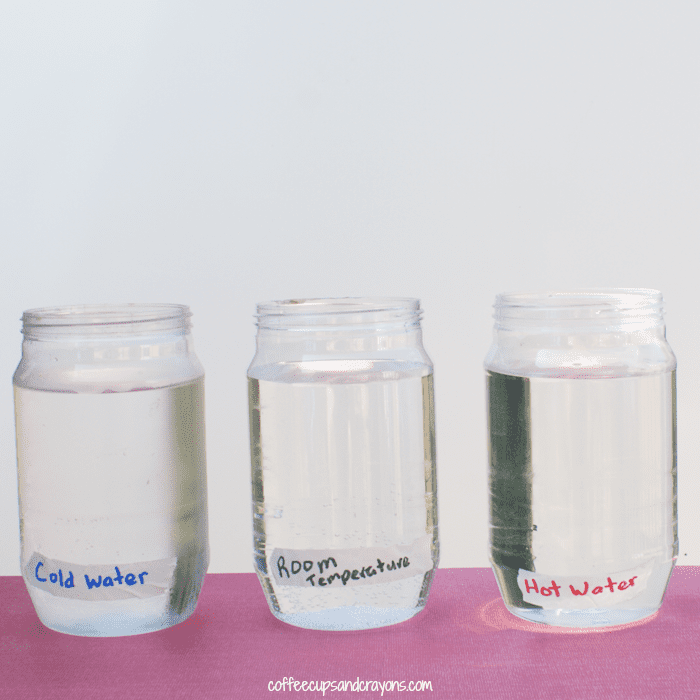 Cold water
Room
Temperature
Hot Water
coffeecupsandcrayons.com